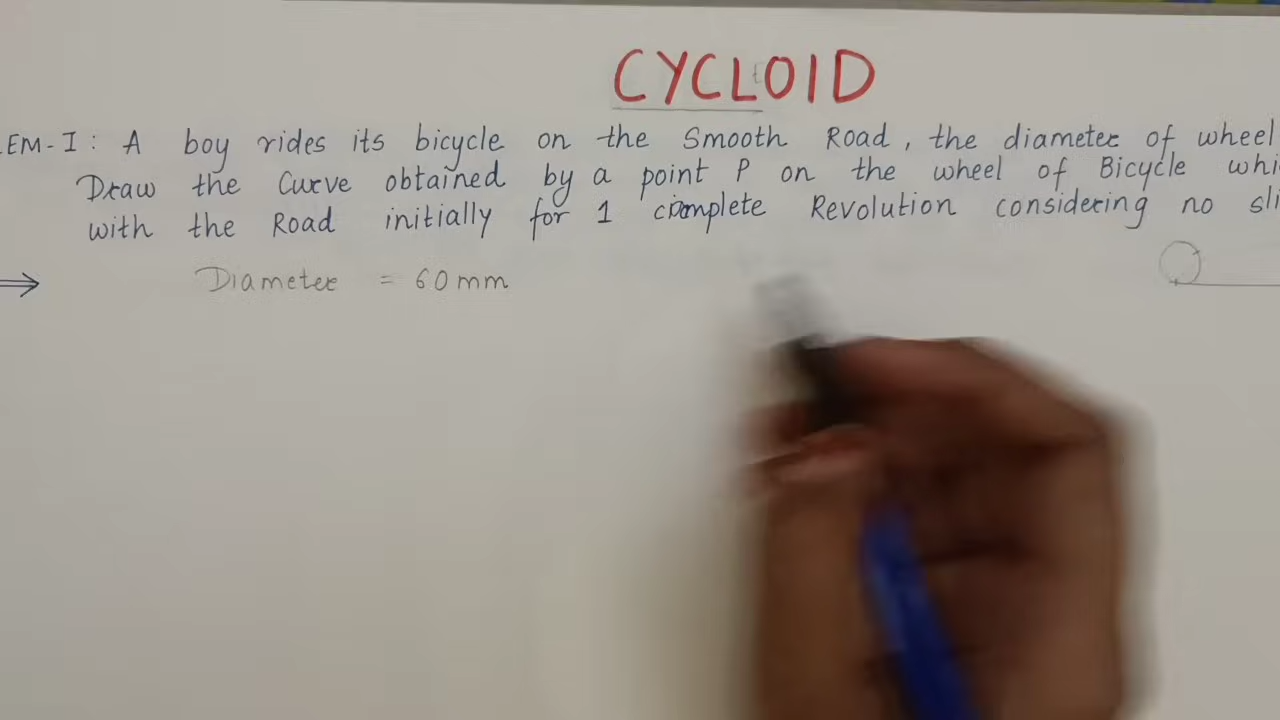 CYCLOID
EM-I : A boy rides its bicycle on the Smooth Road, the diameter of wheel
Draw the Curve obtained by a point P on the wheel of Bicycle whi
with the Road initially for 1 complete Revolution considering no sli
Diameter = 60 mm